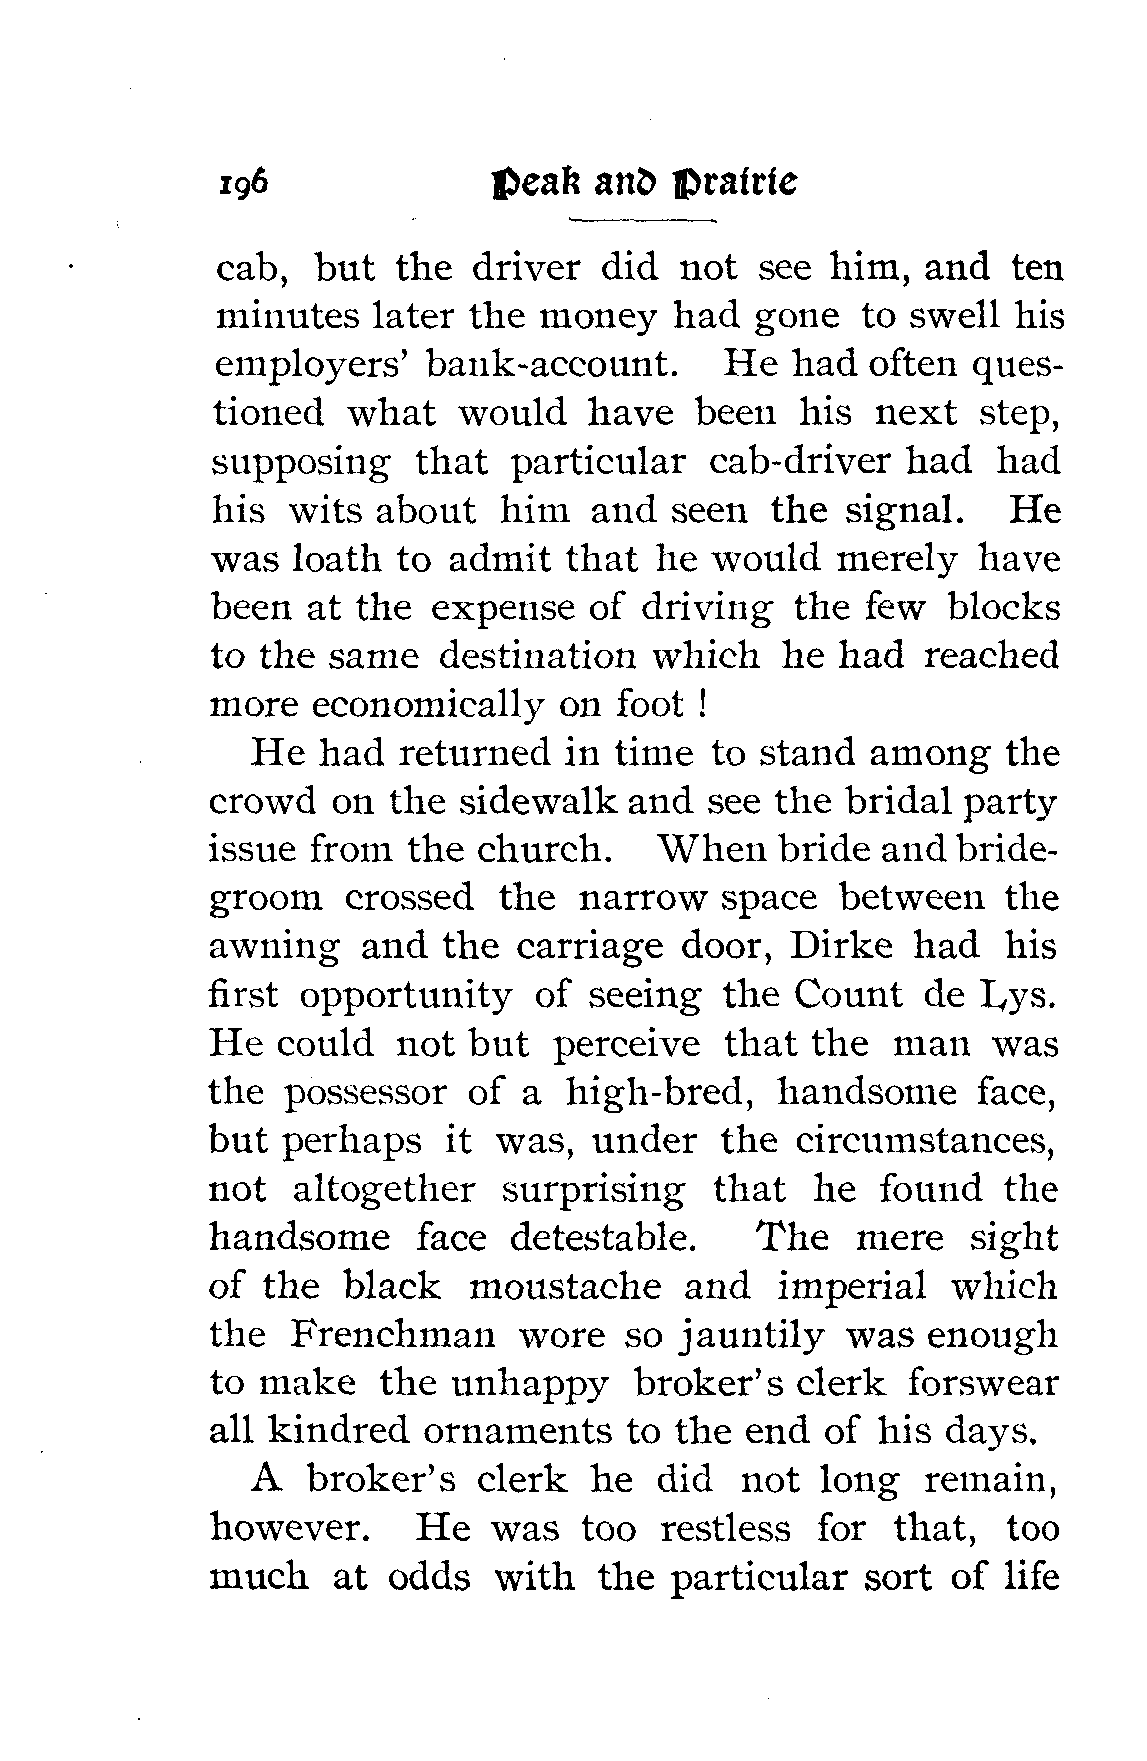 196 Peak and Prairie
cab, but the driver did not see him, and ten
minutes later the money had gone to swell his
employers' bank-account. He had often ques-
tioned what would have been his next step,
supposing that particular cab-driver had had
his wits about him and seen the signal. He
was loath to admit that he would merely have
been at the expense of driving the few blocks
to the same destination which he had reached
more economically on foot !
He had returned in time to stand among the
crowd on the sidewalk and see the bridal party
issue from the church. When bride and bride-
groom crossed the narrow space between the
awning and the carriage door, Dirke had his
first opportunity of seeing the Count de Lys.
He could not but perceive that the man was
the possessor of a high-bred, handsome face,
but perhaps it was, under the circumstances,
not altogether surprising that he found the
handsome face detestable. The mere sight
of the black moustache and imperial which
the Frenchman wore so jauntily was enough
to make the unhappy broker's clerk forswear
all kindred ornaments to the end of his days.
A broker's clerk he did not long remain,
however. He was too restless for that, too
much at odds with the particular sort of life